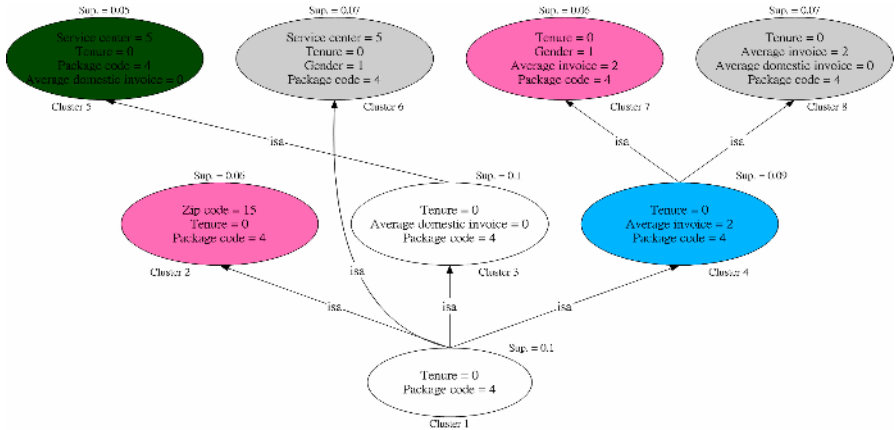 Sup. = 0.05
Service center = 5
Tenure = 0
Package code = 4
Average domestic invoice = 0
Cluster 5
Sup. = 0.07
Service center = 5
Tenure = 0
Gender = 1
Package code = 4
Cluster 6
Sup. = 0.06
Tenure = 0
Gender = 1
Average invoice = 2
Package code = 4
Cluster 7
Sup. = 0.07
Tenure = 0
Average invoice = 2
Average domestic invoice = 0
Package code = 4
Cluster 8
isa
isa
isa
Sup. = 0.06
Zip code = 15
Tenure = 0
Package code = 4
Cluster 2
Sup. = 0.1
Tenure = 0
Average domestic invoice = 0
Package code = 4
Cluster 3
Sup. = 0.09
Tenure = 0
Average invoice = 2
Package code = 4
Cluster 4
isa
isa
isa
isa
Sup. = 0.1
Tenure = 0
Package code = 4
Cluster 1